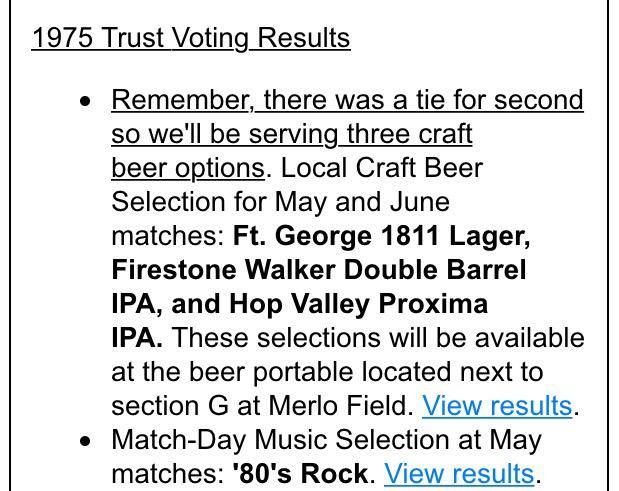 1975 Trust Voting Results
• Remember, there was a tie for second
so we'll be serving three craft
beer options. Local Craft Beer
Selection for May and June
matches: Ft. George 1811 Lager,
Firestone Walker Double Barrel
IPA, and Hop Valley Proxima
IPA. These selections will be available
at the beer portable located next to
section G at Merlo Field. View results.
• Match-Day Music Selection at May
matches: '80's Rock. View results.